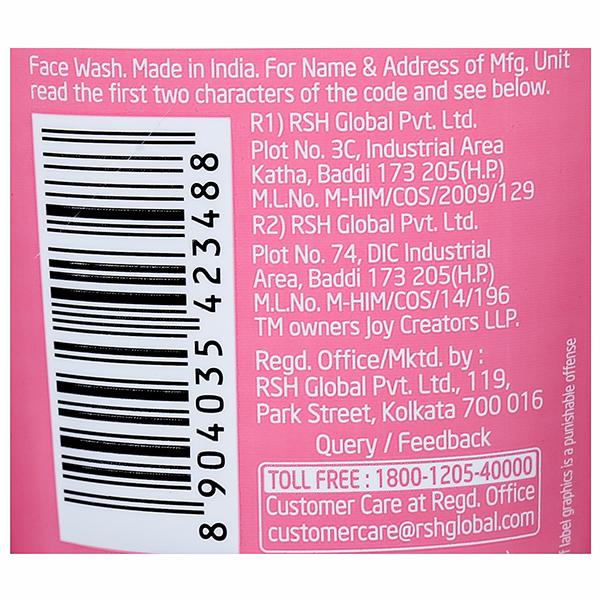 Face Wash. Made in India. For Name & Address of Mfg. Unit
read the first two characters of the code and see below.
R1) RSH Global Pvt. Ltd.
Plot No. 3C, Industrial Area
Katha, Baddi 173 205(H.P.)
M.L.No. M-HIM/COS/2009/129
R2) RSH Global Pvt. Ltd.
Plot No. 74, DIC Industrial
Area, Baddi 173 205(H.P.)
M.L.No. M-HIM/COS/14/196
TM owners Joy Creators LLP.
Regd. Office/Mktd. by :
RSH Global Pvt. Ltd., 119,
Park Street, Kolkata 700 016
Query / Feedback
TOLL FREE : 1800-1205-40000
Customer Care at Regd. Office
customercare@rshglobal.com
8 904035 423488
label graphics is a punishable offense